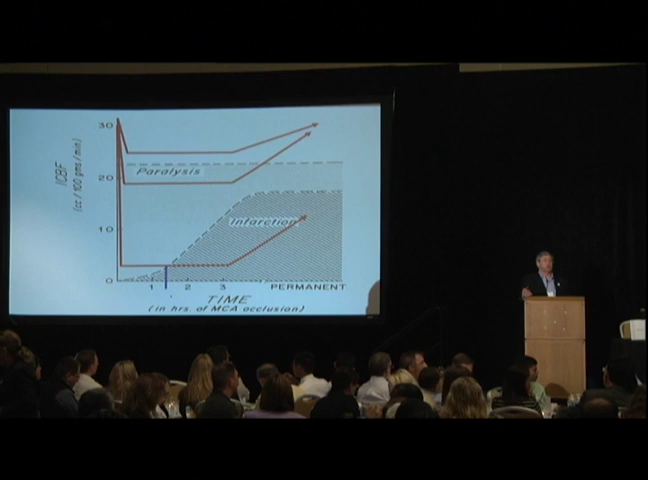 30
20
10
0
ICBF
(cc / 100 gms / min)
Paralysis
Infarction
1 2 3 PERMANENT
TIME
(in hrs. of MCA occlusion)